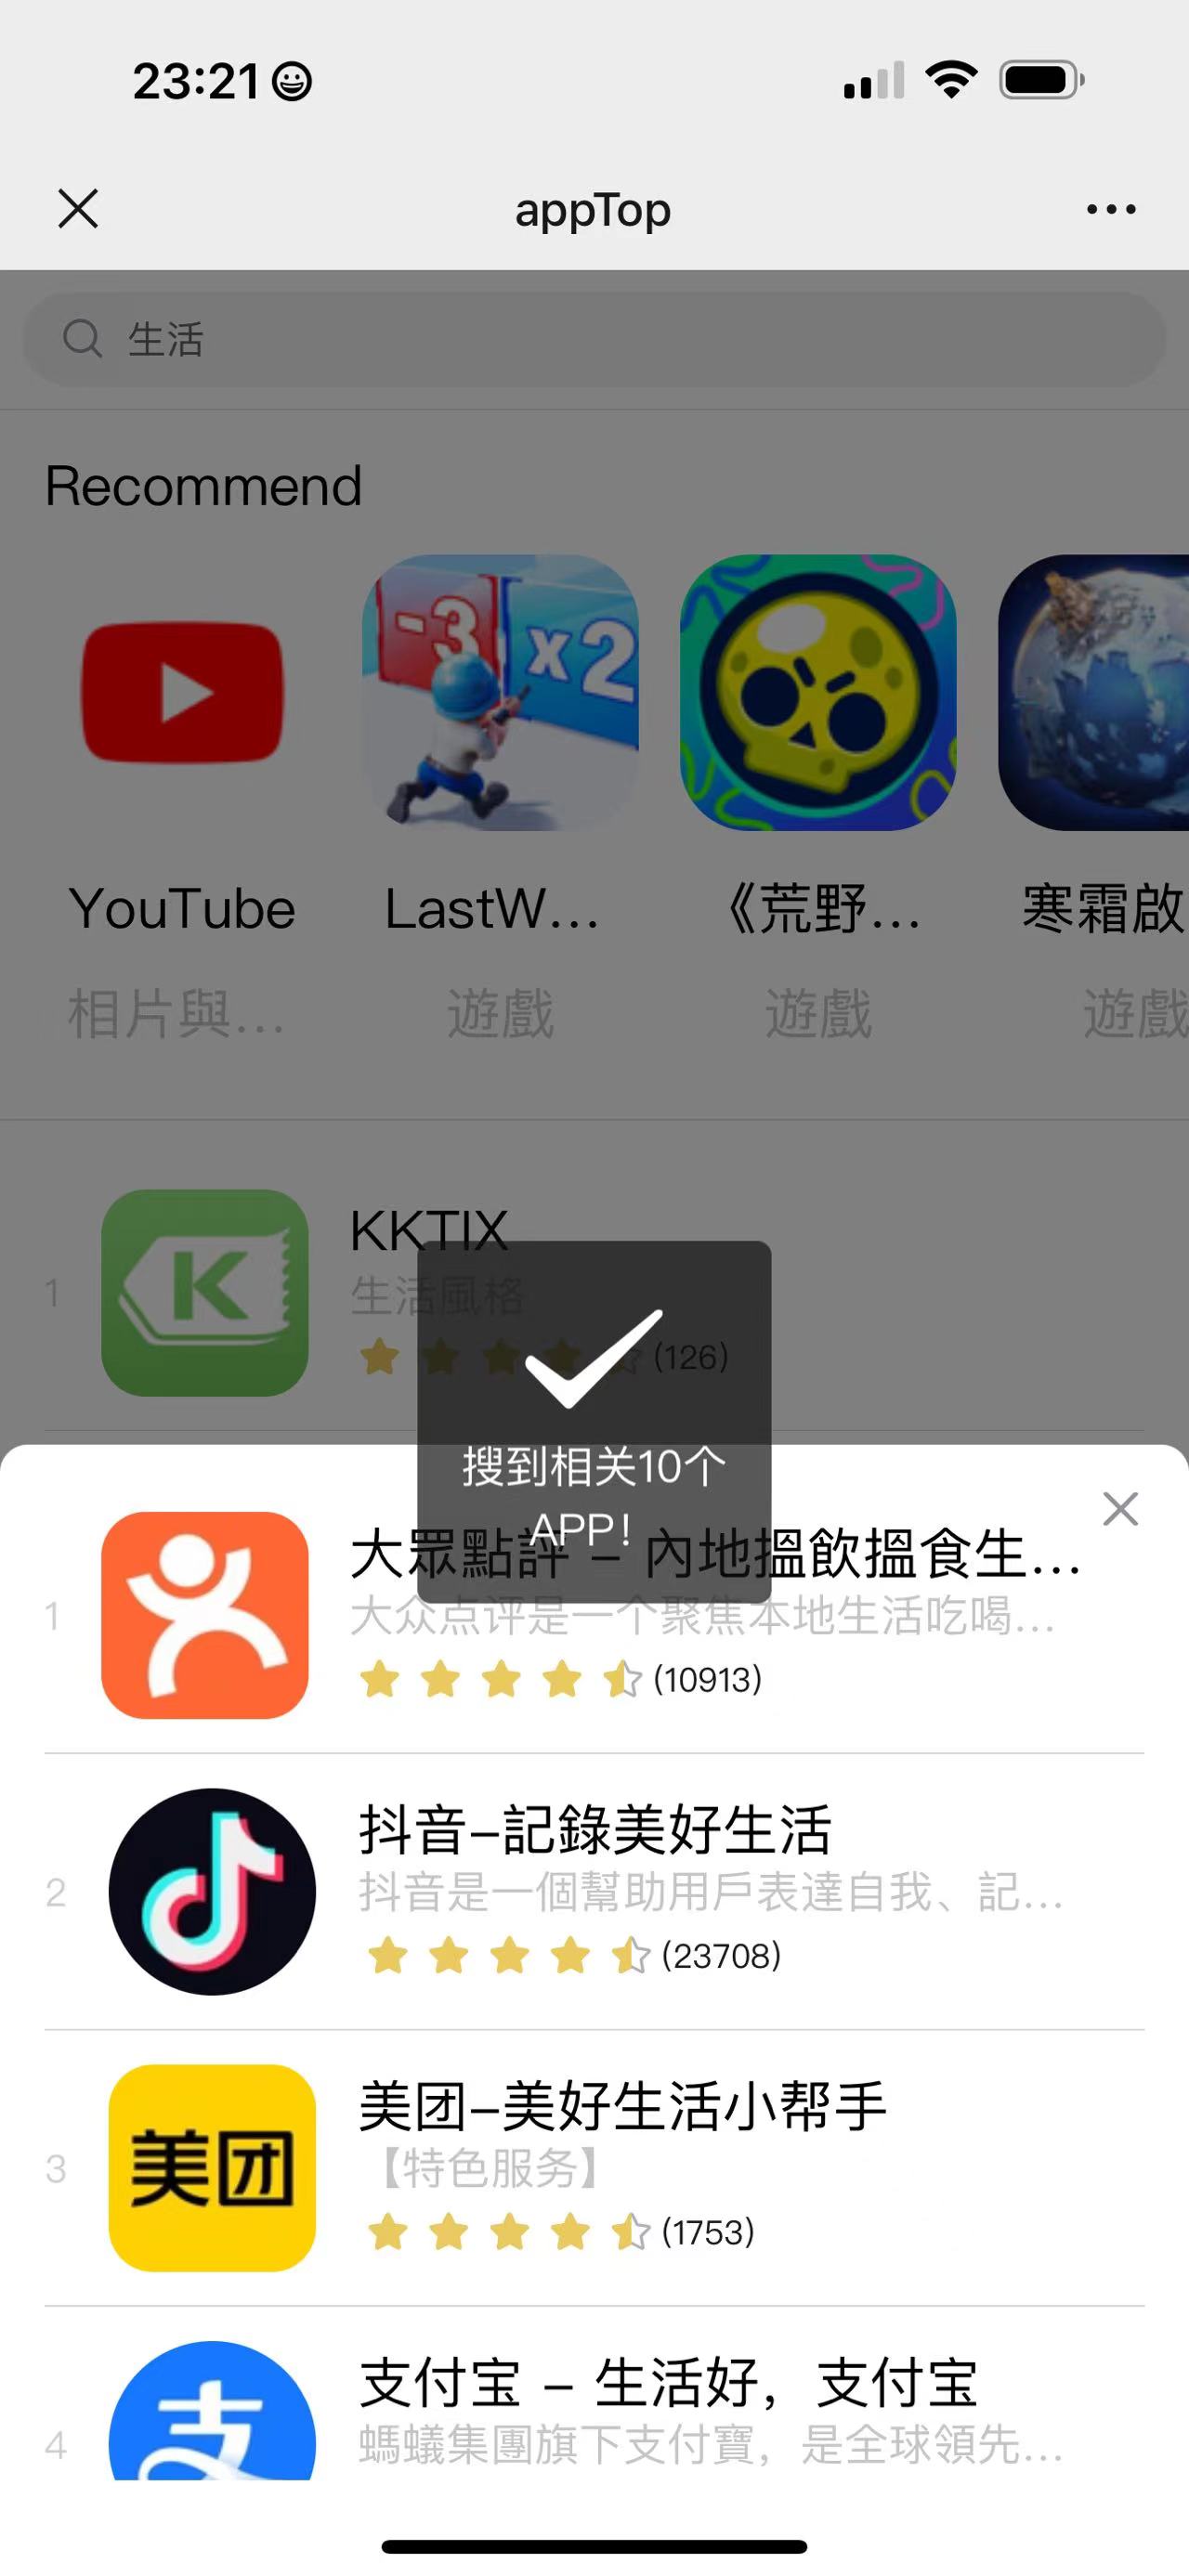 23:21
appTop
生活
Recommend
-3
x2
YouTube
LastW...
《荒野...
寒霜啟
相片與...
遊戲
遊戲
遊戲
1
K
KKTIX
生活風格
(126)
搜到相关10个
APP!
1
大眾點評 – 內地搵飲搵食生...
大众点评是一个聚焦本地生活吃喝...
(10913)
2
抖音–記錄美好生活
抖音是一個幫助用戶表達自我、記...
(23708)
3
美团
美团–美好生活小帮手
【特色服务】
(1753)
4
支
支付宝 – 生活好，支付宝
螞蟻集團旗下支付寶，是全球領先...